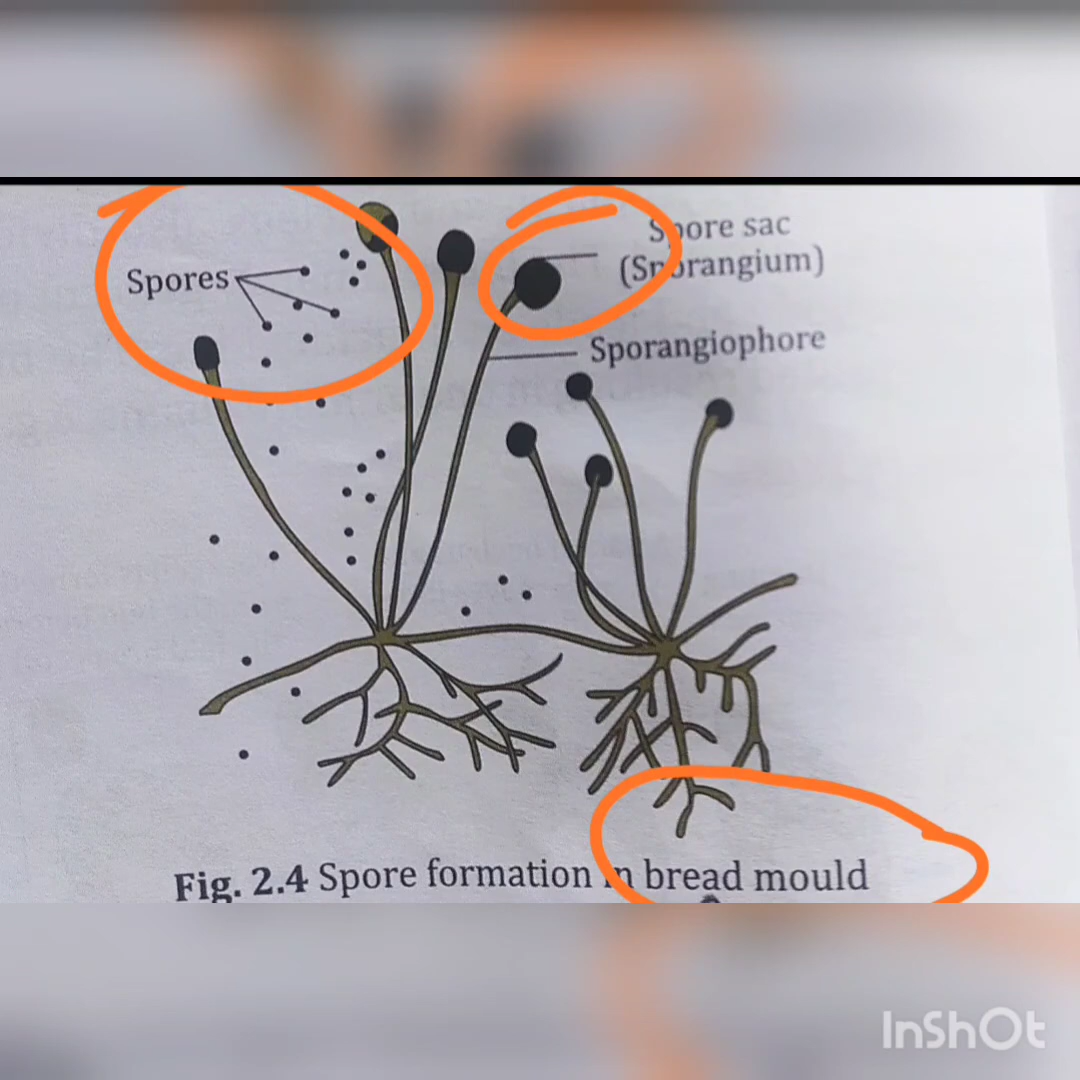 Spore sac
(Sporangium)
Spores
Sporangiophore
Fig. 2.4 Spore formation in bread mould
InShOt